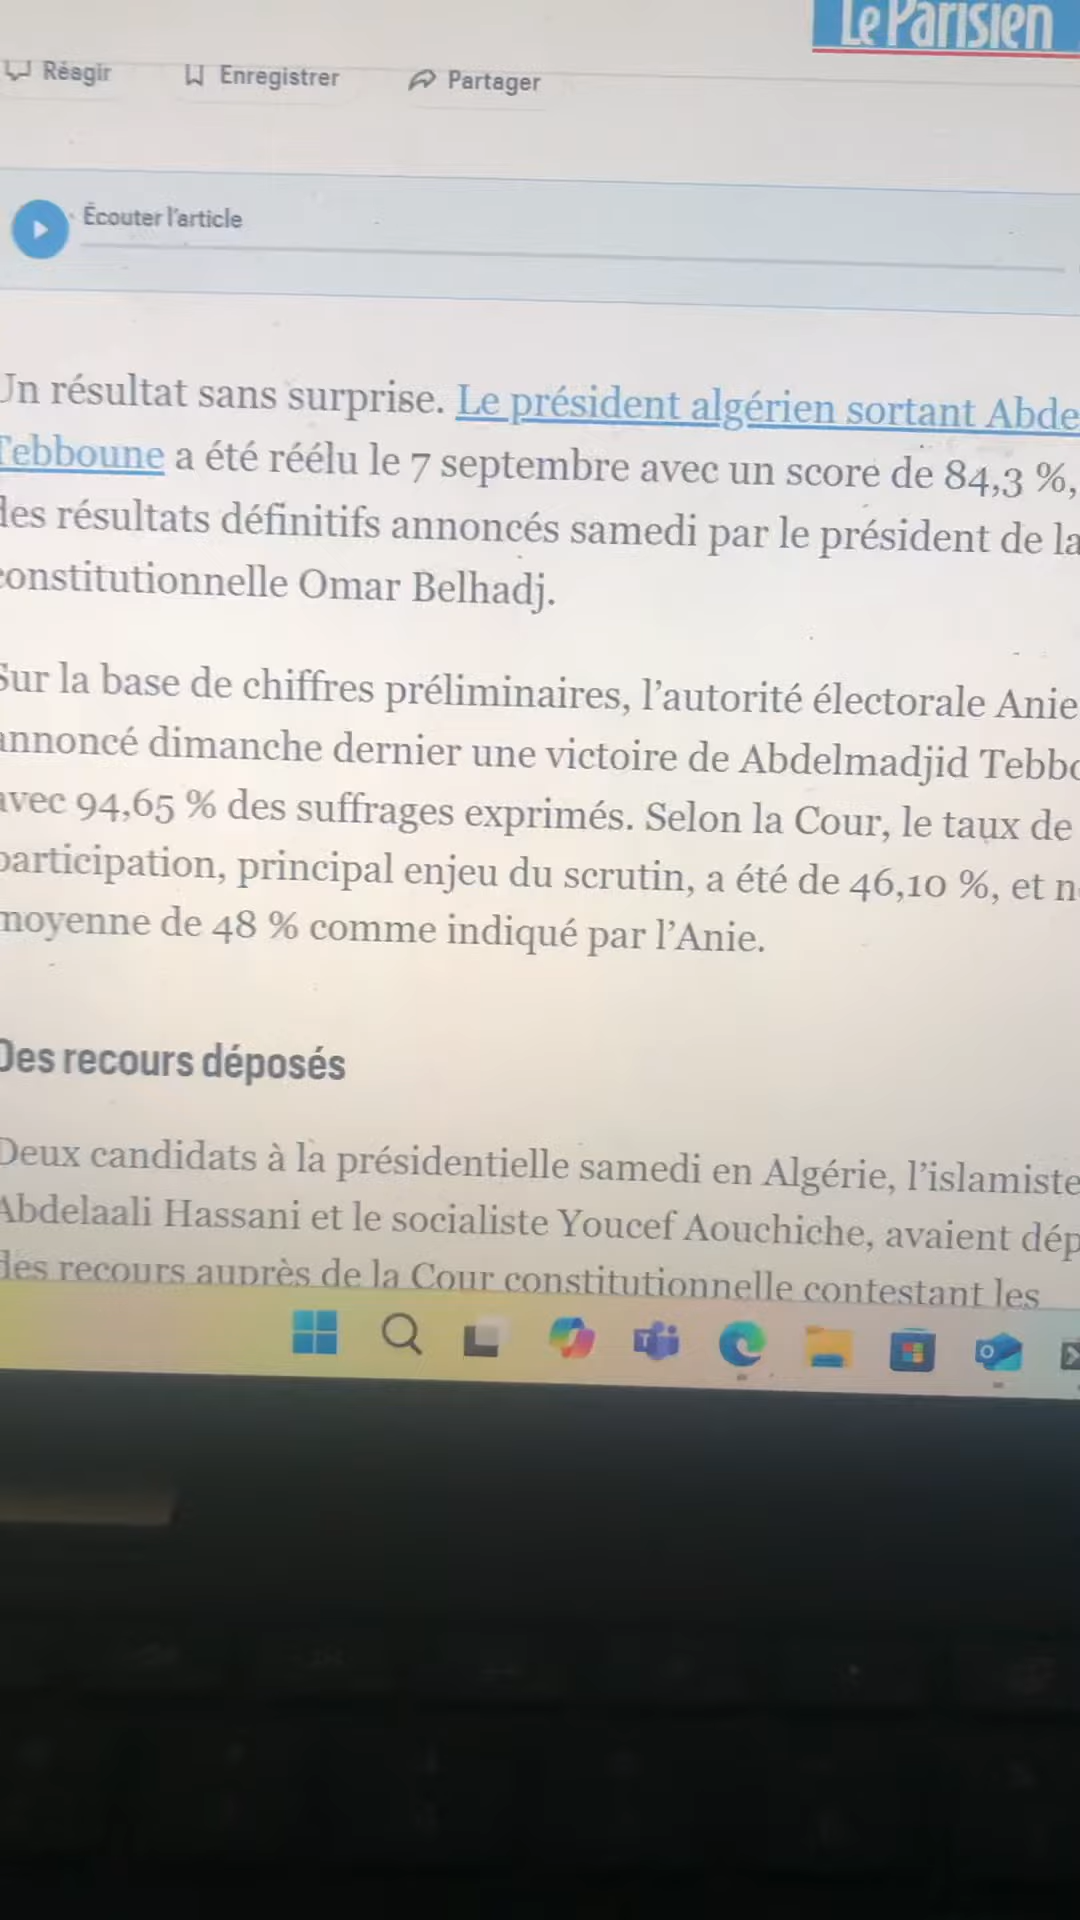 Le Parisien
Réagir Enregistrer Partager
Écouter l'article
Un résultat sans surprise. Le président algérien sortant Abde
Tebboune a été réélu le 7 septembre avec un score de 84,3 %,
des résultats définitifs annoncés samedi par le président de la
constitutionnelle Omar Belhadj.
Sur la base de chiffres préliminaires, l'autorité électorale Anie
annoncé dimanche dernier une victoire de Abdelmadjid Tebbo
avec 94,65 % des suffrages exprimés. Selon la Cour, le taux de
participation, principal enjeu du scrutin, a été de 46,10 %, et n
moyenne de 48 % comme indiqué par l'Anie.
Des recours déposés
Deux candidats à la présidentielle samedi en Algérie, l'islamiste
Abdelaali Hassani et le socialiste Youcef Aouchiche, avaient dép
des recours auprès de la Cour constitutionnelle contestant les